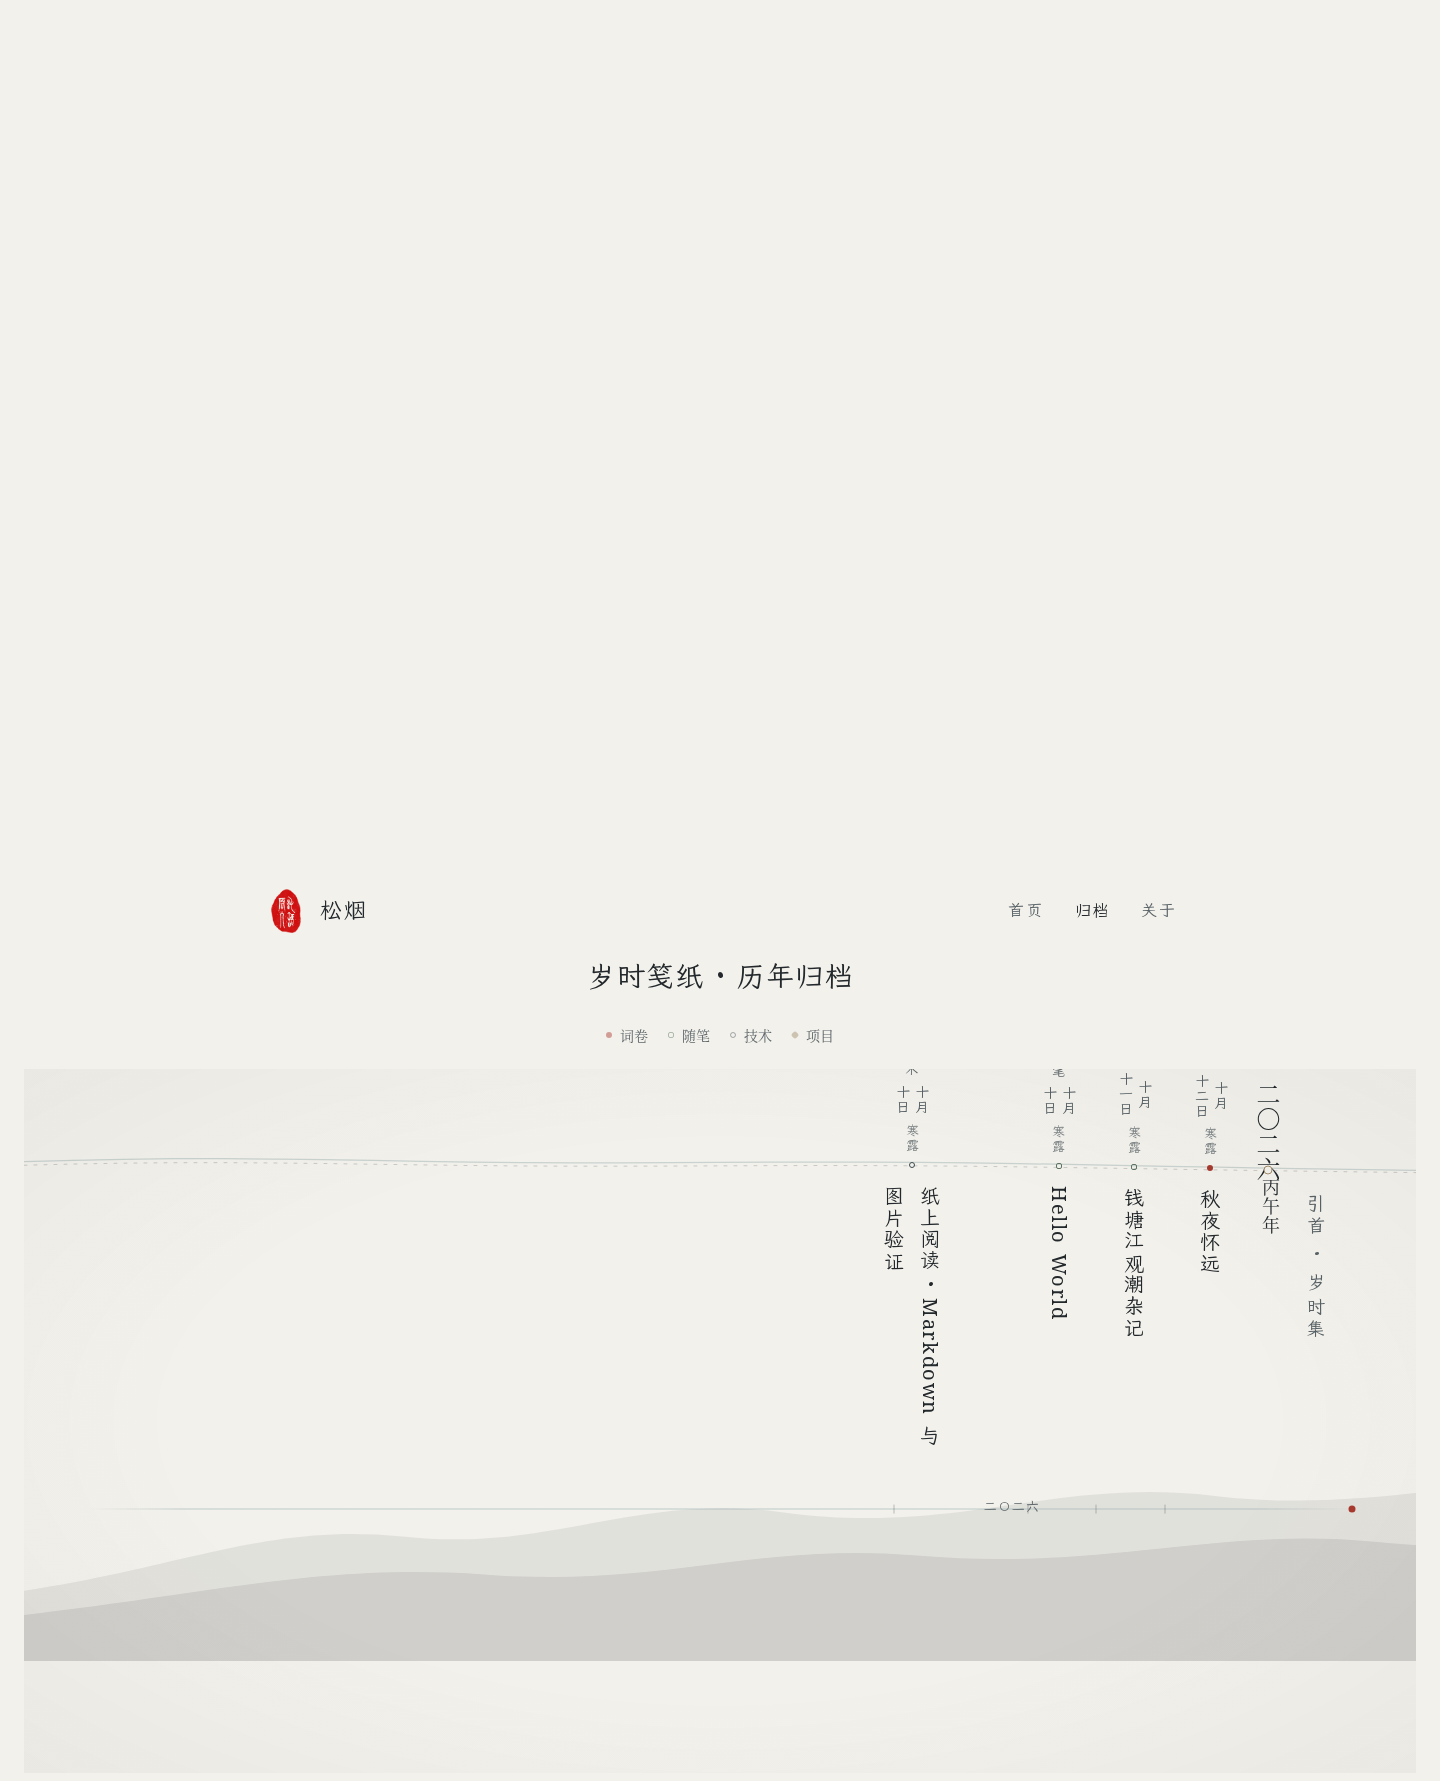 松烟
首页
归档
关于
岁时笺纸·历年归档
词卷
随笔
技术
项目
引首·岁时集
二〇二六
丙午年
十月
十二日
寒露
秋夜怀远
十月
十一日
寒露
钱塘江观潮杂记
笔
十月
十日
寒露
Hello World
术
十月
十日
寒露
纸上阅读·Markdown 与
图片验证
二〇二六